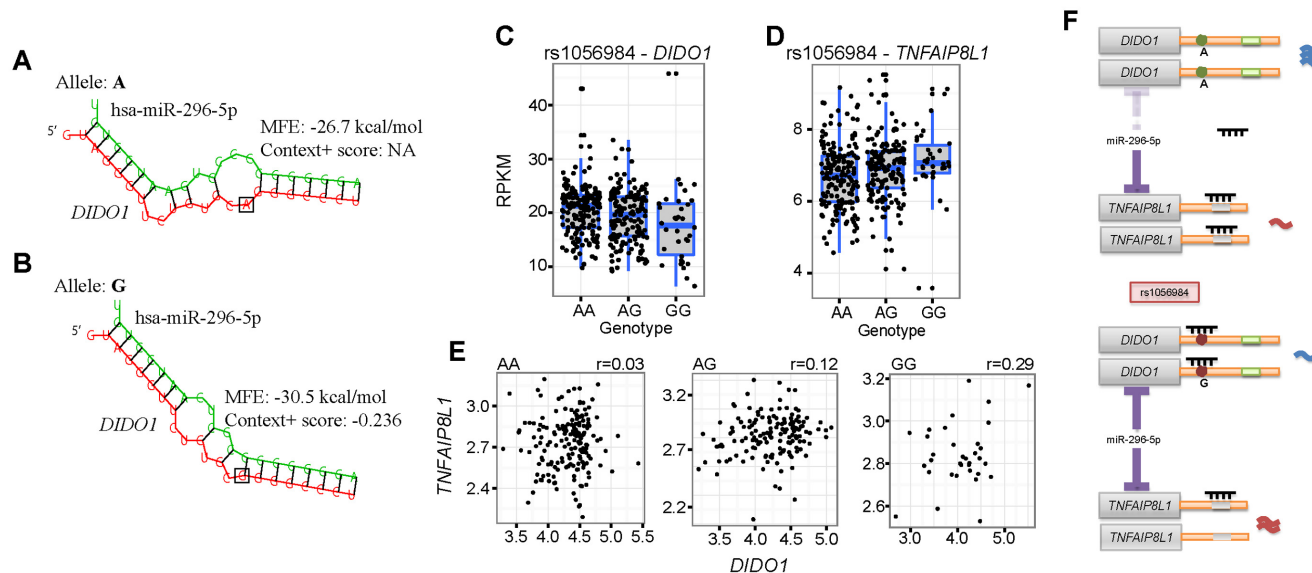 A
Allele: A
hsa-miR-296-5p
5'
MFE: -26.7 kcal/mol
Context+ score: NA
DIDO1
B
Allele: G
hsa-miR-296-5p
5'
MFE: -30.5 kcal/mol
Context+ score: -0.236
DIDO1
C
rs1056984 - DIDO1
RPKM
40
30
20
10
AA AG GG
Genotype
D
rs1056984 - TNFAIP8L1
8
6
4
AA AG GG
Genotype
E
AA r=0.03
AG r=0.12
GG r=0.29
TNFAIP8L1
3.0
2.7
2.4
3.5 4.0 4.5 5.0 5.5
3.2
2.7
2.2
3.5 4.0 4.5 5.0
3.2
3.0
2.8
2.6
3.0 4.0 5.0
DIDO1
F
DIDO1
A
DIDO1
A
miR-296-5p
TNFAIP8L1
TNFAIP8L1
rs1056984
DIDO1
DIDO1
G
miR-296-5p
TNFAIP8L1
TNFAIP8L1